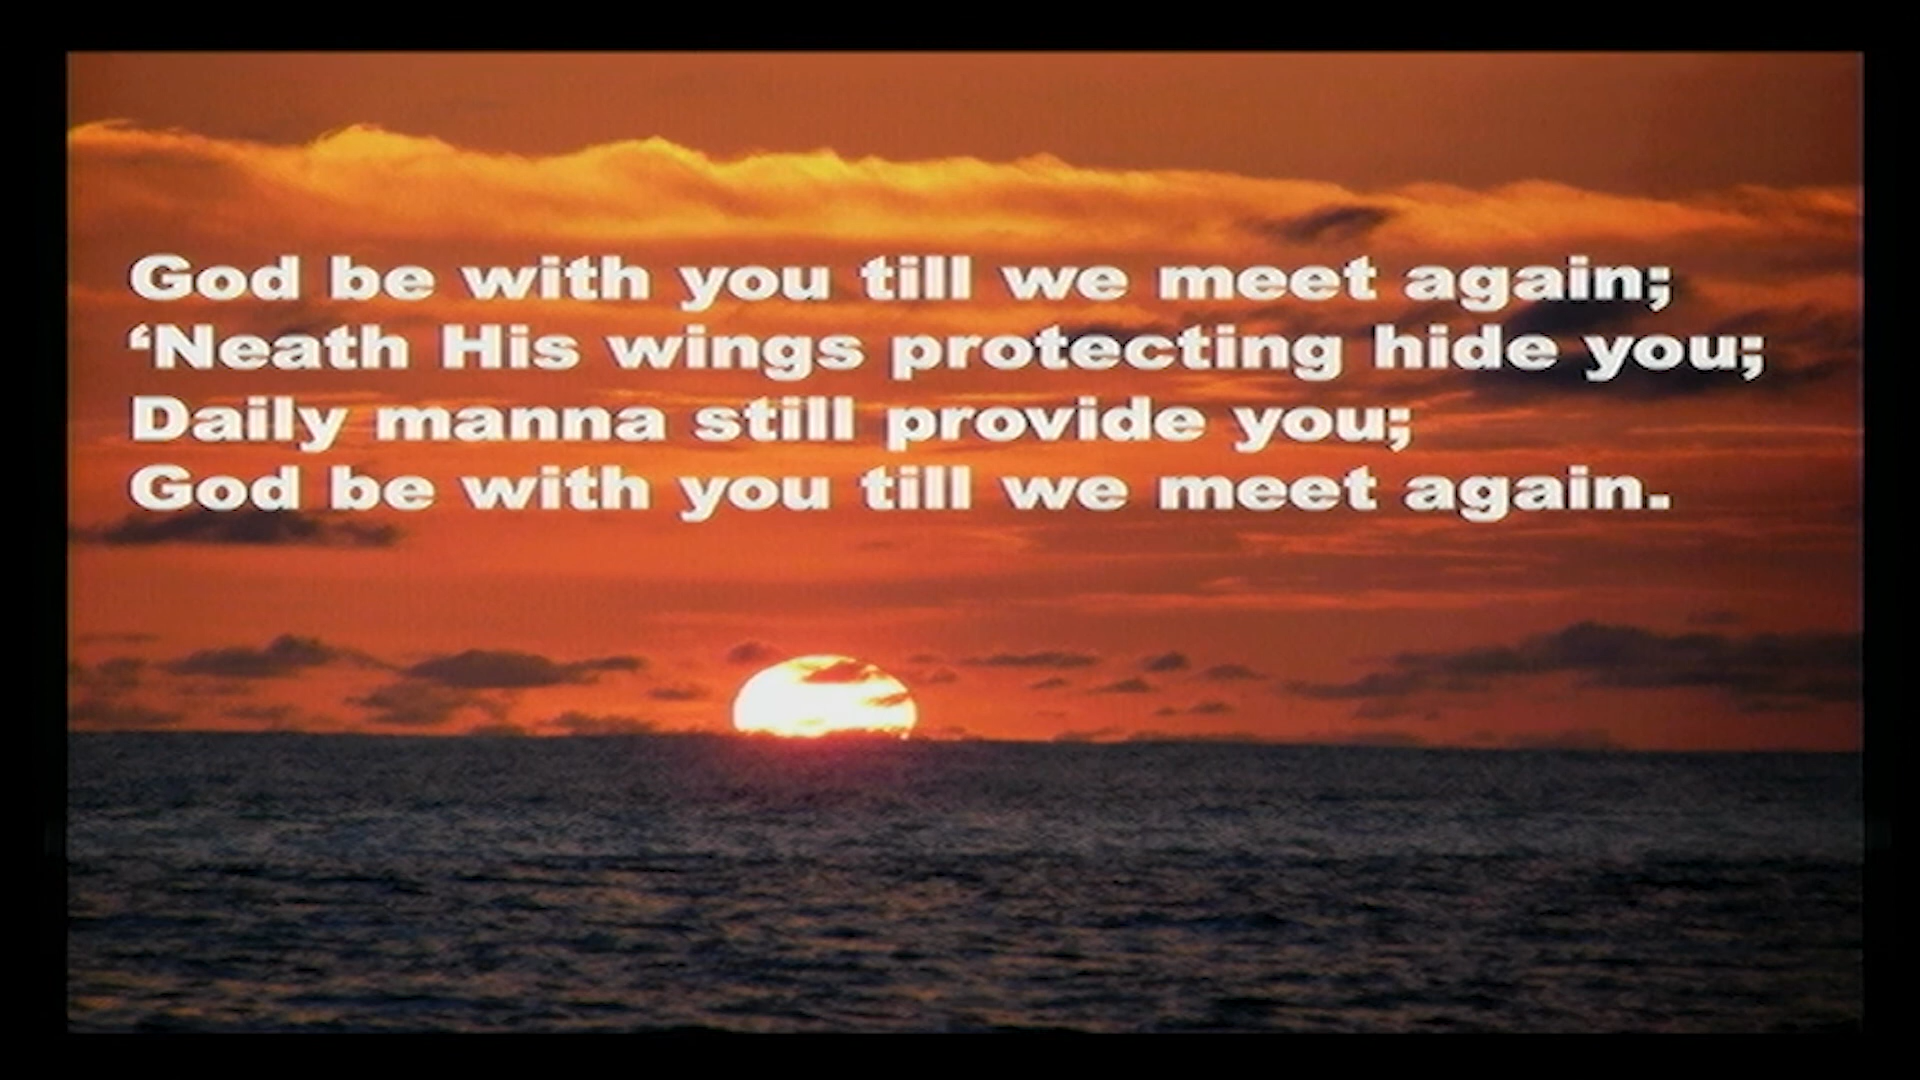 God be with you till we meet again;
‘Neath His wings protecting hide you;
Daily manna still provide you;
God be with you till we meet again.